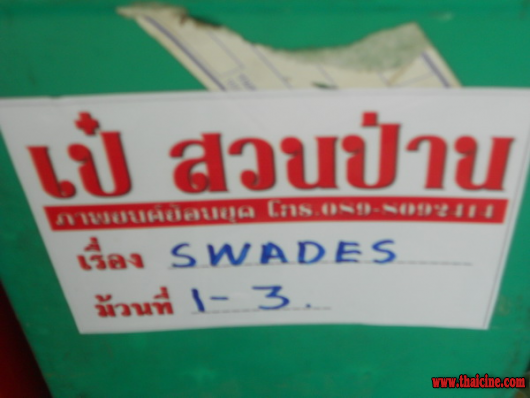 เป๋ สวนป่าน
ภาพยนต์ย้อนยุค โทร.089-8092414
เรื่อง SWADES
ม้วนที่ 1-3.
www.thaicine.com